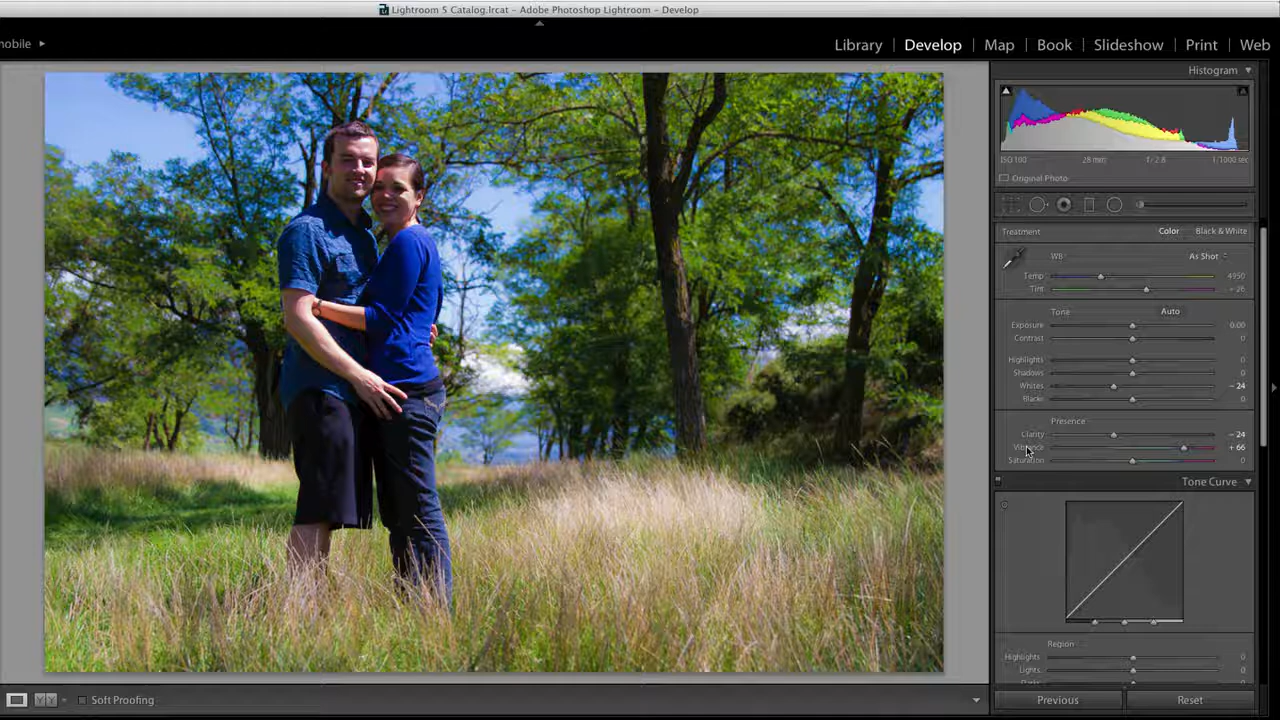 Lightroom 5 Catalog.lrcat - Adobe Photoshop Lightroom - Develop
mobile
Library | Develop | Map | Book | Slideshow | Print | Web
Histogram
ISO 100 28 mm f / 2.8 1/1000 sec
Original Photo
Treatment Color Black & White
WB: As Shot
Temp 4950
Tint + 26
Tone Auto
Exposure 0.00
Contrast 0
Highlights 0
Shadows 0
Whites - 24
Blacks 0
Presence
Clarity - 24
Vibrance + 66
Saturation 0
Tone Curve
Region
Highlights 0
Lights 0
Darks
Soft Proofing
Previous Reset